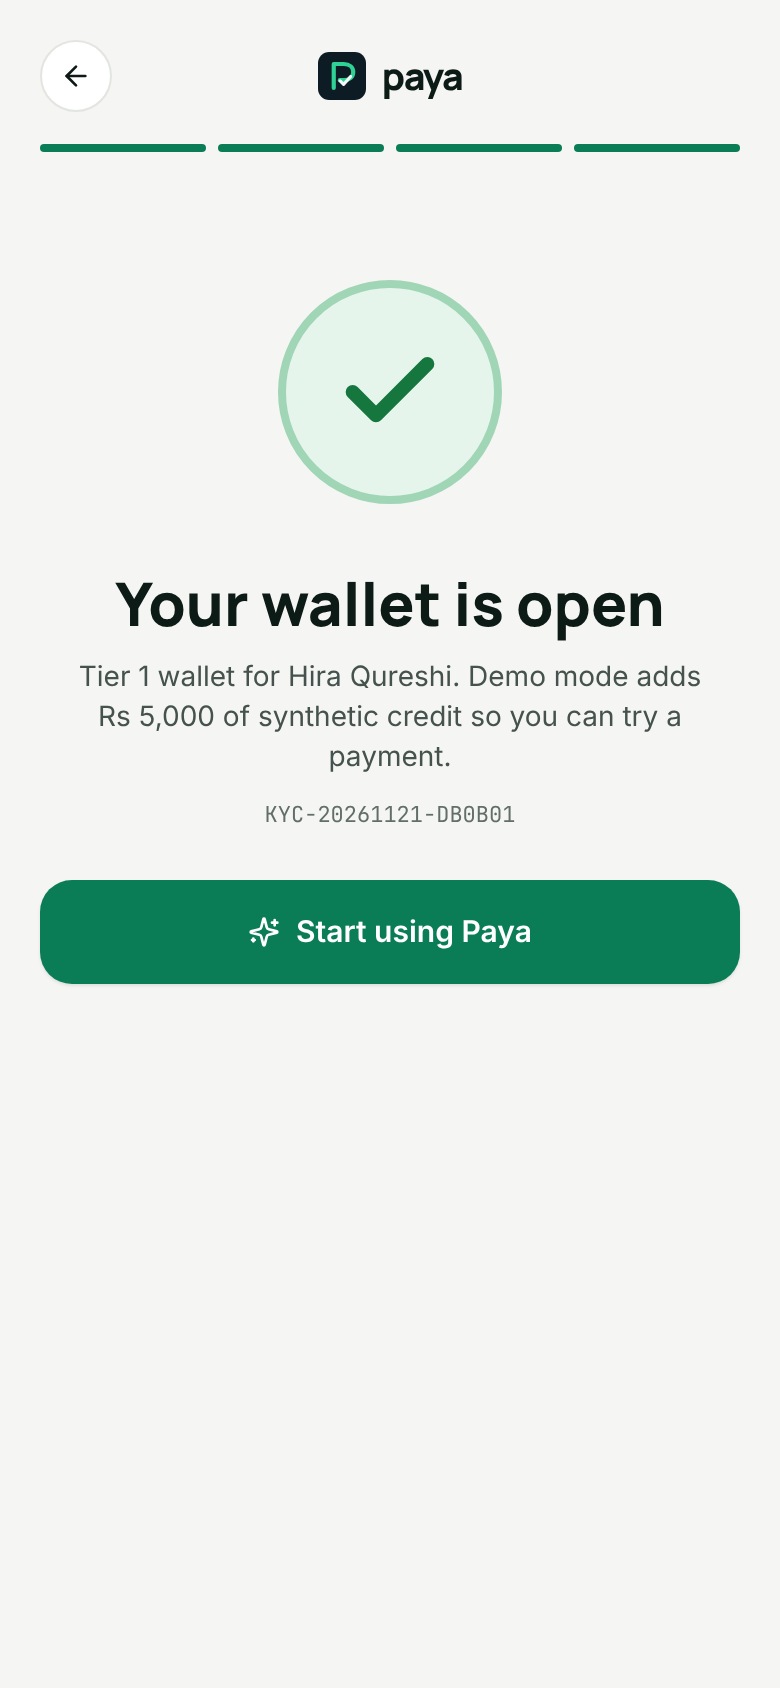 paya
Your wallet is open
Tier 1 wallet for Hira Qureshi. Demo mode adds
Rs 5,000 of synthetic credit so you can try a
payment.
KYC-20261121-DB0B01
Start using Paya